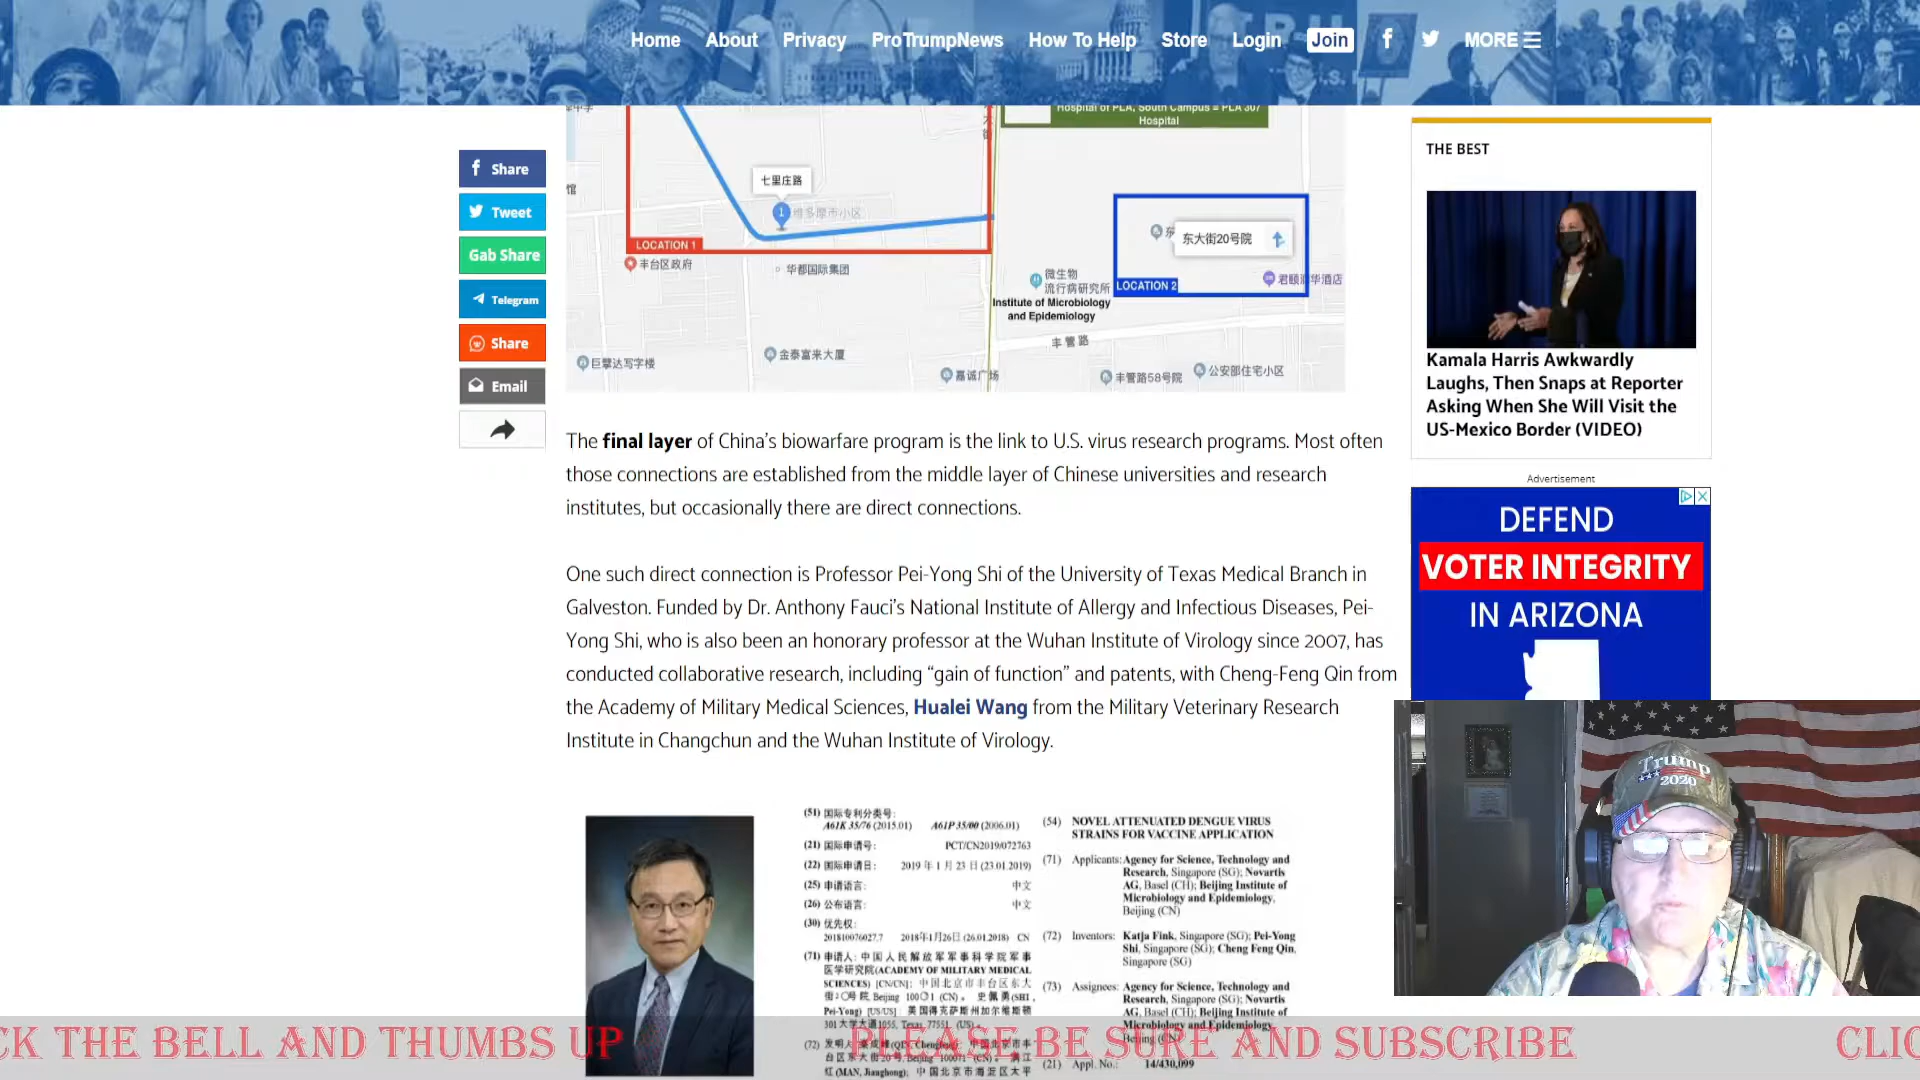 Home About Privacy ProTrumpNews How To Help Store Login Join MORE
Hospital of PLA, South Campus = PLA 307
Hospital
大
街
馆
七里庄路
1
维多摩市小区
LOCATION 1
丰台区政府
华都国际集团
东大街20号院
LOCATION 2
君颐润华酒店
微生物
流行病研究所
Institute of Microbiology
and Epidemiology
丰管路
巨擘达写字楼
金泰富来大厦
嘉诚广场
丰管路58号院
公安部住宅小区
Share
Tweet
Gab Share
Telegram
Share
Email
The final layer of China's biowarfare program is the link to U.S. virus research programs. Most often
those connections are established from the middle layer of Chinese universities and research
institutes, but occasionally there are direct connections.
One such direct connection is Professor Pei-Yong Shi of the University of Texas Medical Branch in
Galveston. Funded by Dr. Anthony Fauci's National Institute of Allergy and Infectious Diseases, Pei-
Yong Shi, who is also been an honorary professor at the Wuhan Institute of Virology since 2007, has
conducted collaborative research, including “gain of function” and patents, with Cheng-Feng Qin from
the Academy of Military Medical Sciences, Hualei Wang from the Military Veterinary Research
Institute in Changchun and the Wuhan Institute of Virology.
(51) 国际专利分类号:
A61K 35/76 (2015.01) A61P 35/00 (2006.01)
(21) 国际申请号: PCT/CN2019/072763
(22) 国际申请日: 2019 年 1 月 23 日 (23.01.2019)
(25) 申请语言: 中文
(26) 公布语言: 中文
(30) 优先权:
201810076027.7 2018年1月26日 (26.01.2018) CN
(71) 申请人: 中国人民解放军军事科学院军事
医学研究院(ACADEMY OF MILITARY MEDICAL
SCIENCES) [CN/CN]; 中国北京市丰台区东大
街20号院, Beijing 100071 (CN)。 史佩勇(SHI,
Pei-Yong) [US/US]; 美国得克萨斯州加尔维斯顿
301大学大道1055, Texas, 77551, (US)。
(72) 发明人: 秦成峰(QIN, Chengfeng); 中国北京市丰
台区东大街20号, Beijing 100071 (CN)。 满江
红(MAN, Jianghong); 中国北京市海淀区太平
(54) NOVEL ATTENUATED DENGUE VIRUS
STRAINS FOR VACCINE APPLICATION
(71) Applicants: Agency for Science, Technology and
Research, Singapore (SG); Novartis
AG, Basel (CH); Beijing Institute of
Microbiology and Epidemiology,
Beijing (CN)
(72) Inventors: Katja Fink, Singapore (SG); Pei-Yong
Shi, Singapore (SG); Cheng Feng Qin,
Singapore (SG)
(73) Assignees: Agency for Science, Technology and
Research, Singapore (SG); Novartis
AG, Basel (CH); Beijing Institute of
Microbiology and Epidemiology,
Beijing (CN)
(21) Appl. No.: 14/430,099
THE BEST
Kamala Harris Awkwardly
Laughs, Then Snaps at Reporter
Asking When She Will Visit the
US-Mexico Border (VIDEO)
Advertisement
DEFEND
VOTER INTEGRITY
IN ARIZONA
Trump
2020
CK THE BELL AND THUMBS UP PLEASE BE SURE AND SUBSCRIBE CLIC